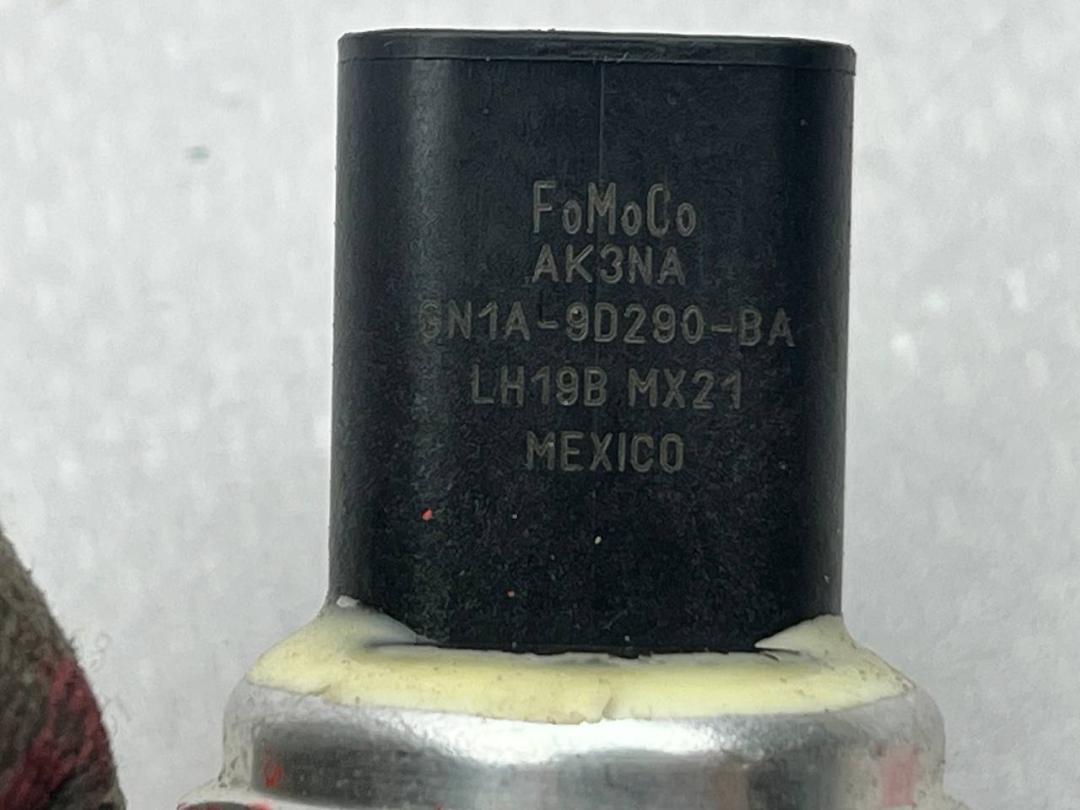 FoMoCo
AK3NA
GN1A-9D290-BA
LH19B MX21
MEXICO